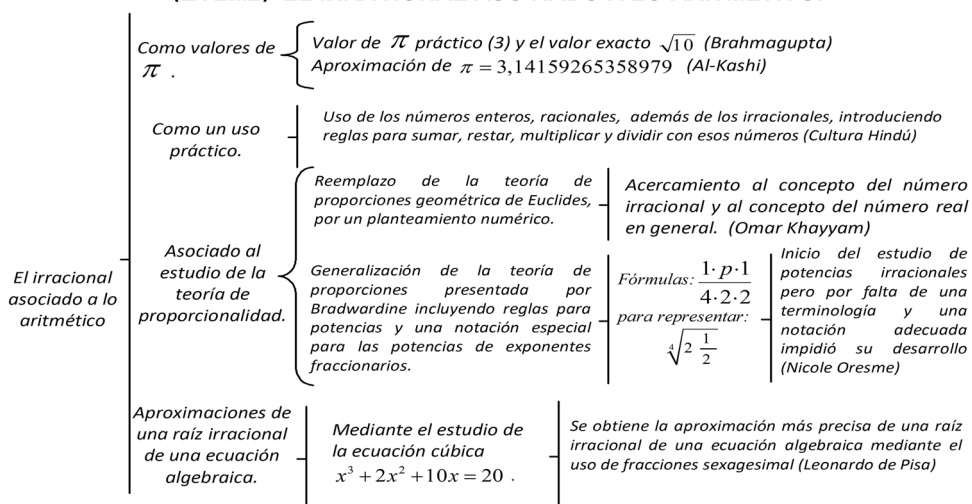 El irracional
asociado a lo
aritmético
Como valores de
π .
Valor de π práctico (3) y el valor exacto √10 (Brahmagupta)
Aproximación de π = 3,14159265358979 (Al-Kashi)
Como un uso
práctico.
Uso de los números enteros, racionales, además de los irracionales, introduciendo
reglas para sumar, restar, multiplicar y dividir con esos números (Cultura Hindú)
Asociado al
estudio de la
teoría de
proporcionalidad.
Reemplazo de la teoría de
proporciones geométrica de Euclides,
por un planteamiento numérico.
Acercamiento al concepto del número
irracional y al concepto del número real
en general. (Omar Khayyam)
Generalización de la teoría de
proporciones presentada por
Bradwardine incluyendo reglas para
potencias y una notación especial
para las potencias de exponentes
fraccionarios.
Fórmulas: 1·p·1
4·2·2
para representar:
∜2 1/2
Inicio del estudio de
potencias irracionales
pero por falta de una
terminología y una
notación adecuada
impidió su desarrollo
(Nicole Oresme)
Aproximaciones de
una raíz irracional
de una ecuación
algebraica.
Mediante el estudio de
la ecuación cúbica
x³ + 2x² +10x = 20 .
Se obtiene la aproximación más precisa de una raíz
irracional de una ecuación algebraica mediante el
uso de fracciones sexagesimal (Leonardo de Pisa)